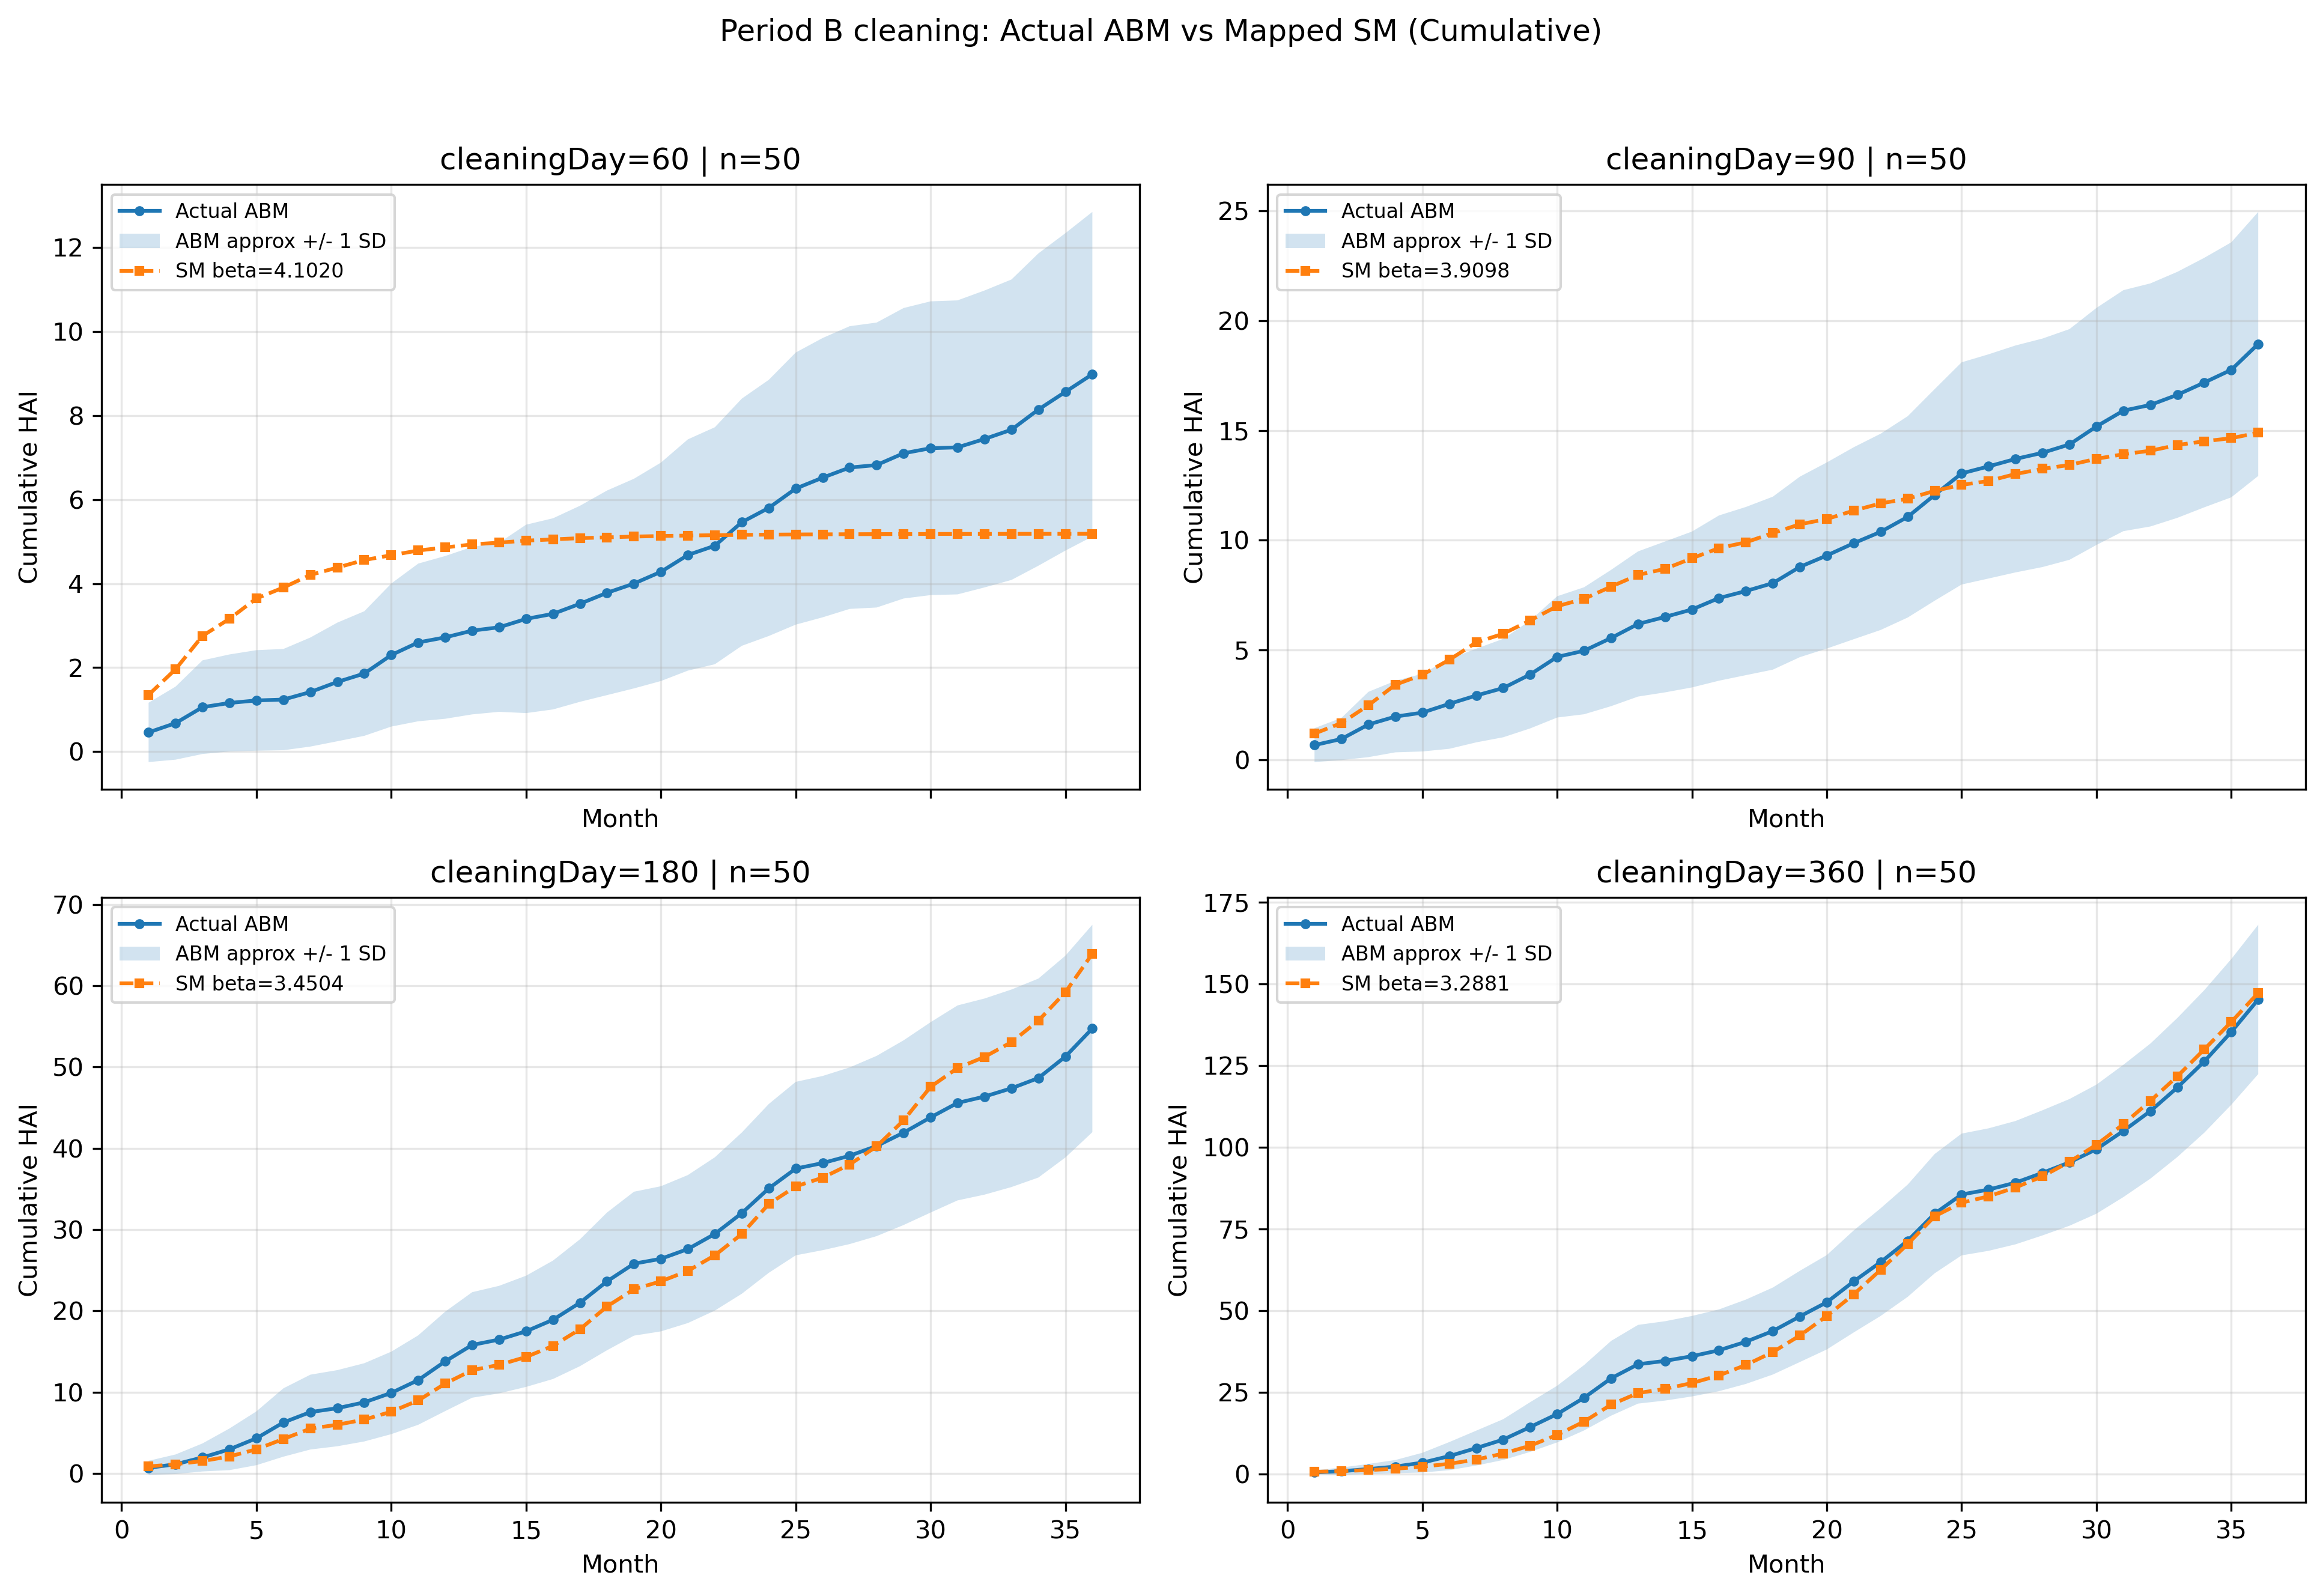 Period B cleaning: Actual ABM vs Mapped SM (Cumulative)
cleaningDay=60 | n=50
Actual ABM
ABM approx +/- 1 SD
SM beta=4.1020
12
10
8
6
4
2
0
Cumulative HAI
Month
cleaningDay=90 | n=50
Actual ABM
ABM approx +/- 1 SD
SM beta=3.9098
25
20
15
10
5
0
Cumulative HAI
Month
cleaningDay=180 | n=50
Actual ABM
ABM approx +/- 1 SD
SM beta=3.4504
70
60
50
40
30
20
10
0
Cumulative HAI
0 5 10 15 20 25 30 35
Month
cleaningDay=360 | n=50
Actual ABM
ABM approx +/- 1 SD
SM beta=3.2881
175
150
125
100
75
50
25
0
Cumulative HAI
0 5 10 15 20 25 30 35
Month